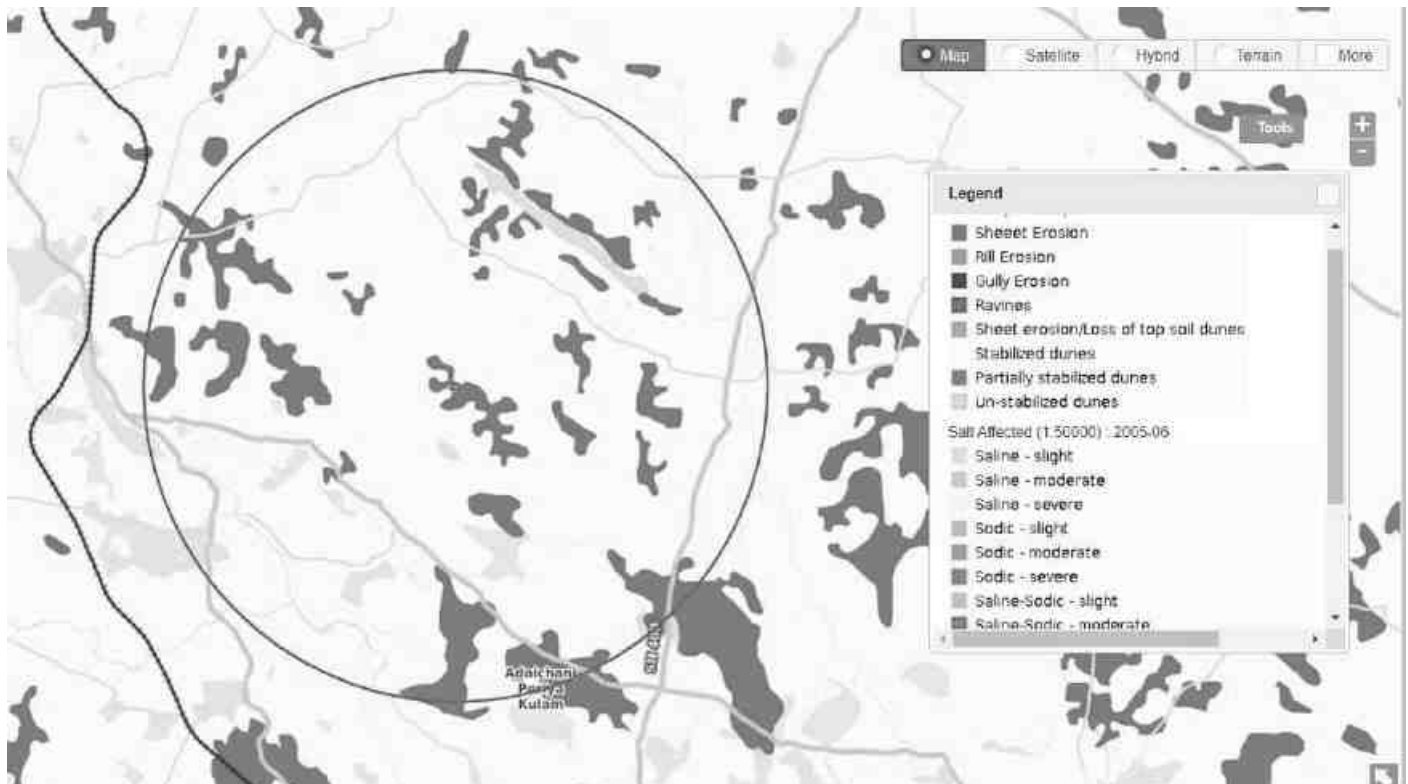 Map Satellite Hybrid Terrain More
Tools
+
-
Legend
Sheeet Erosion
Rill Erosion
Gully Erosion
Ravines
Sheet erosion/Loss of top soil dunes
Stabilized dunes
Partially stabilized dunes
Un-stabilized dunes
Salt Affected (1:50000) : 2005-06
Saline - slight
Saline - moderate
Saline - severe
Sodic - slight
Sodic - moderate
Sodic - severe
Saline-Sodic - slight
Saline-Sodic - moderate
Adaichani
Periya
Kulam